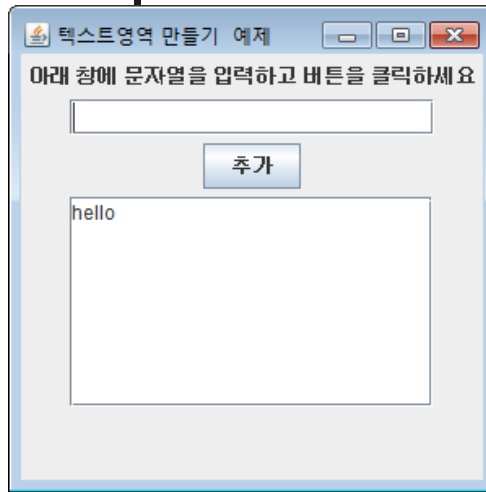 텍스트영역 만들기 예제
아래 창에 문자열을 입력하고 버튼을 클릭하세요
추가
hello